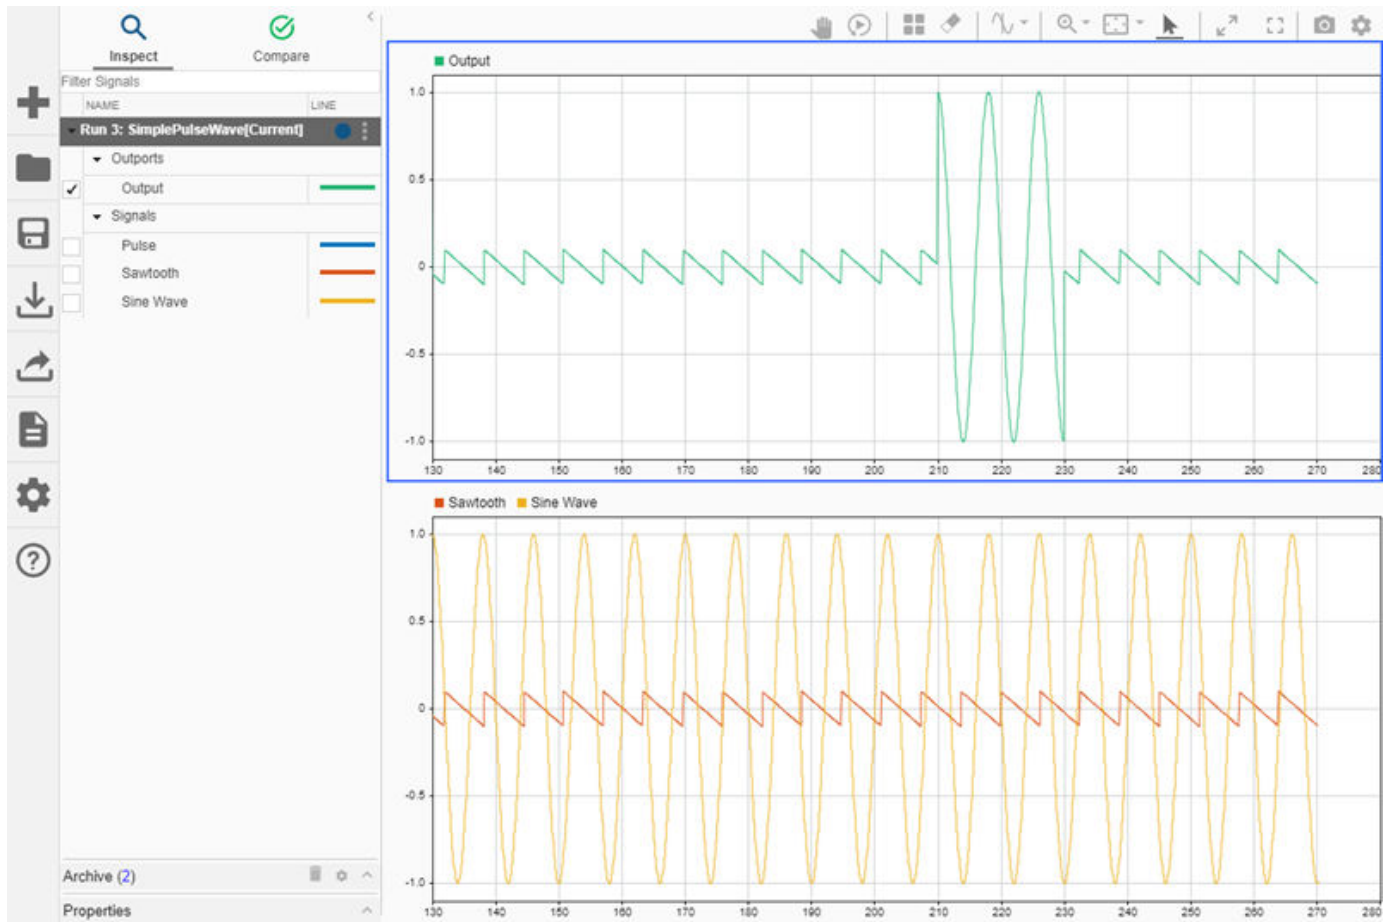 Inspect
Compare
Filter Signals
NAME LINE
Run 3: SimplePulseWave[Current]
Outports
Output
Signals
Pulse
Sawtooth
Sine Wave
Archive (2)
Properties
Output
1.0
0.5
0
-0.5
-1.0
130 140 150 160 170 180 190 200 210 220 230 240 250 260 270 280
Sawtooth Sine Wave
1.0
0.5
0
-0.5
-1.0
130 140 150 160 170 180 190 200 210 220 230 240 250 260 270 280